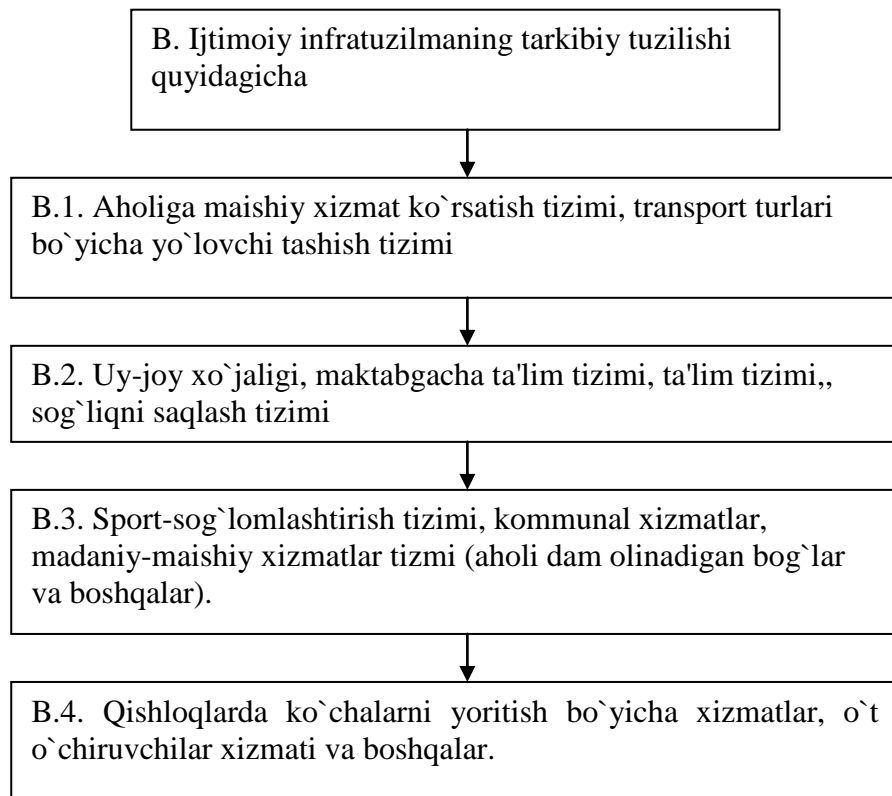 B. Ijtimoiy infratuzilmaning tarkibiy tuzilishi
quyidagicha
B.1. Aholiga maishiy xizmat ko`rsatish tizimi, transport turlari
bo`yicha yo`lovchi tashish tizimi
B.2. Uy-joy xo`jaligi, maktabgacha ta'lim tizimi, ta'lim tizimi,,
sog`liqni saqlash tizimi
B.3. Sport-sog`lomlashtirish tizimi, kommunal xizmatlar,
madaniy-maishiy xizmatlar tizmi (aholi dam olinadigan bog`lar
va boshqalar).
B.4. Qishloqlarda ko`chalarni yoritish bo`yicha xizmatlar, o`t
o`chiruvchilar xizmati va boshqalar.